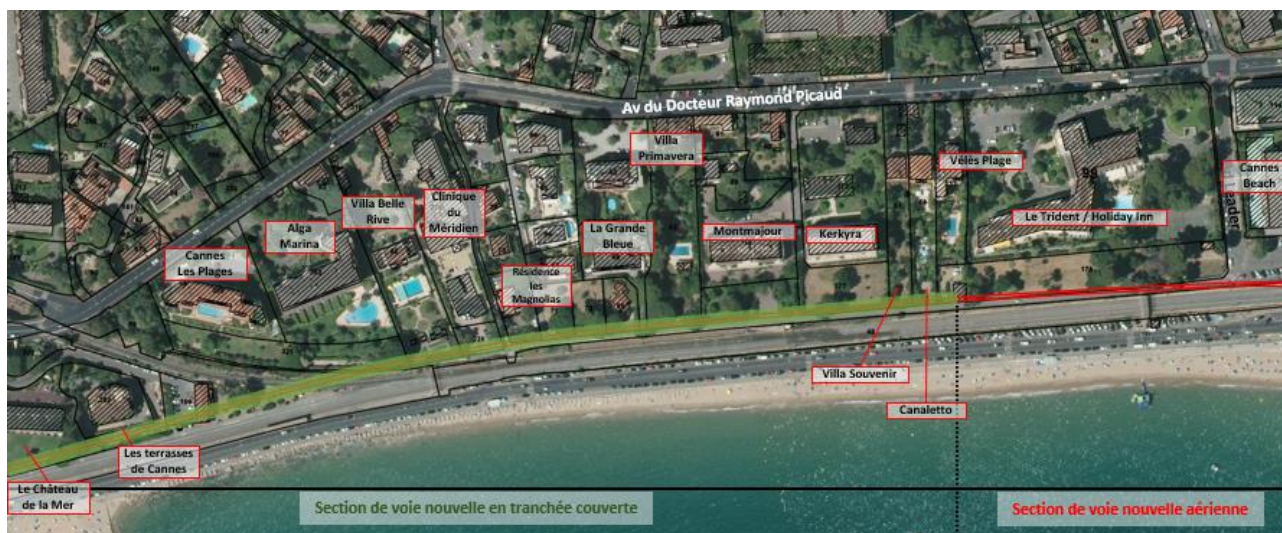 Av du Docteur Raymond Picaud
Villa
Primavera
Vélès Plage
Cannes
Beach
Villa Belle
Rive
Clinique
du
Méridien
Alga
Marina
La Grande
Bleue
Montmajour
Kerkyra
Le Trident / Holiday Inn
Cannes
Les Plages
Résidence
les
Magnolias
Villa Souvenir
Canaletto
Les terrasses
de Cannes
Le Château
de la Mer
Section de voie nouvelle en tranchée couverte
Section de voie nouvelle aérienne